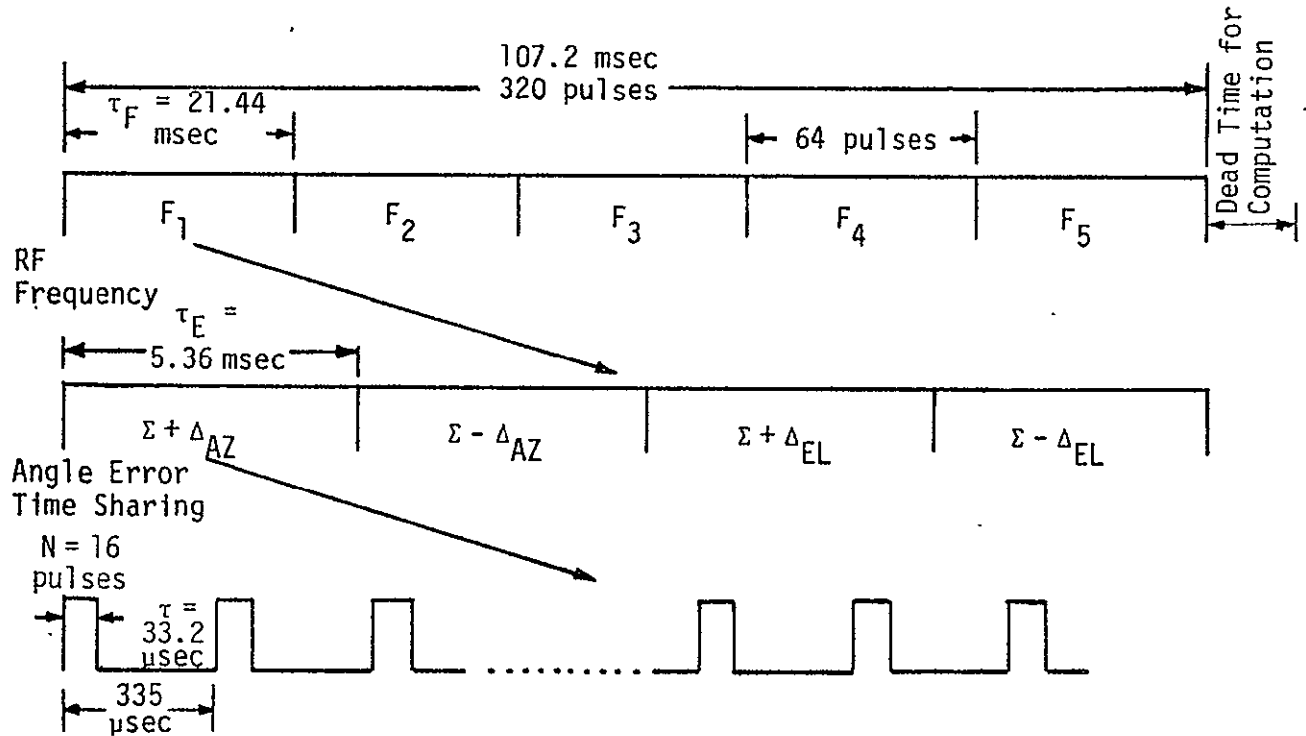 107.2 msec
320 pulses
Dead Time for
Computation
τF = 21.44
msec
64 pulses
F1
F2
F3
F4
F5
RF
Frequency
τE =
5.36 msec
Σ + ΔAZ
Σ - ΔAZ
Σ + ΔEL
Σ - ΔEL
Angle Error
Time Sharing
N = 16
pulses
τ =
33.2
μsec
335
μsec